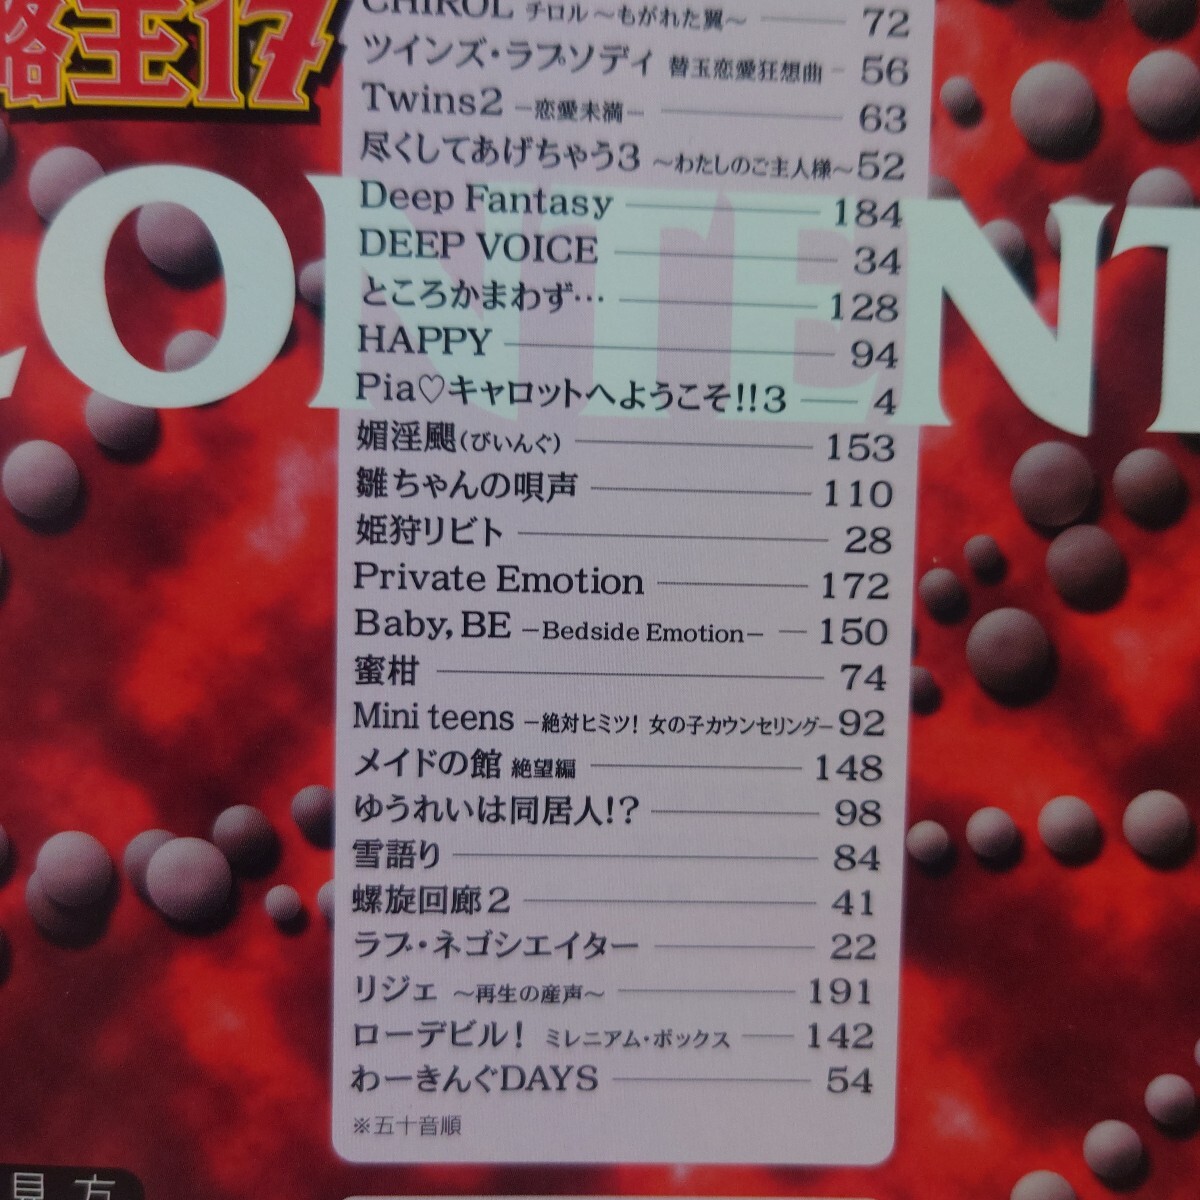 略王17
CONTENT
CHIROL チロル ～もがれた翼～ 72
ツインズ・ラプソディ 替玉恋愛狂想曲 56
Twins2 −恋愛未満− 63
尽くしてあげちゃう3 ～わたしのご主人様～ 52
Deep Fantasy 184
DEEP VOICE 34
ところかまわず… 128
HAPPY 94
Pia♡キャロットへようこそ!!3 4
媚淫颶(びいんぐ) 153
雛ちゃんの唄声 110
姫狩リビト 28
Private Emotion 172
Baby, BE −Bedside Emotion− 150
蜜柑 74
Mini teens −絶対ヒミツ! 女の子カウンセリング− 92
メイドの館 絶望編 148
ゆうれいは同居人!? 98
雪語り 84
螺旋回廊2 41
ラブ・ネゴシエイター 22
リジェ ～再生の産声～ 191
ローデビル! ミレニアム・ボックス 142
わーきんぐDAYS 54
※五十音順
見方